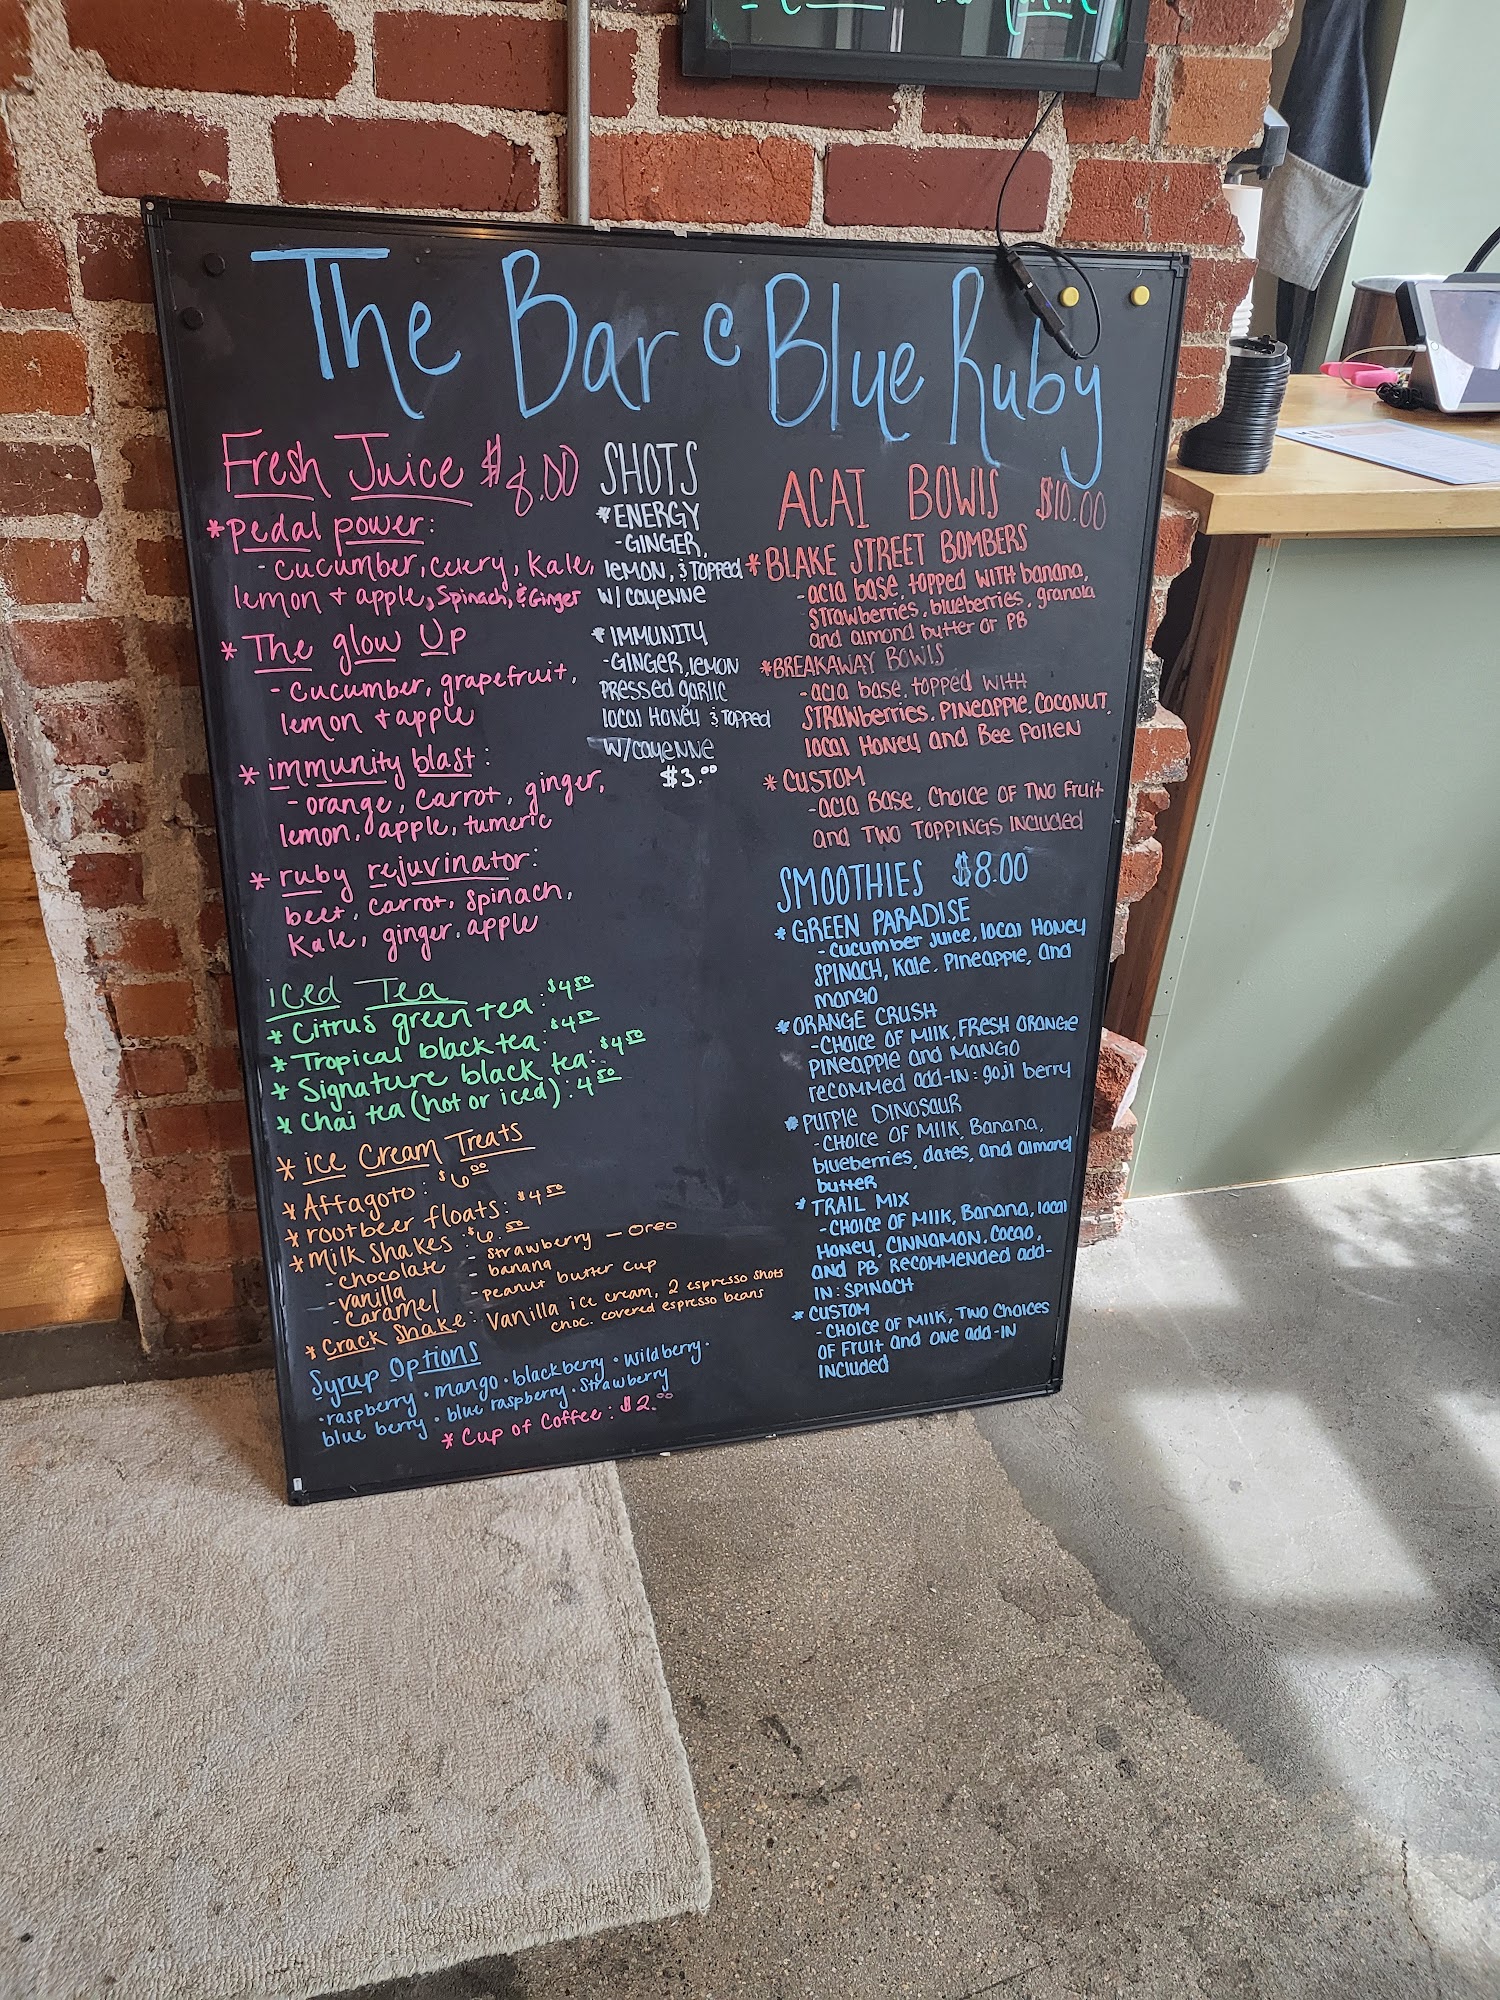 The Bar @ Blue Ruby
Fresh Juice $8.00
*Pedal power:
- cucumber, celery, Kale,
lemon + apple, Spinach, & Ginger
* The glow Up
- cucumber, grapefruit,
lemon + apple
* immunity blast:
- orange, carrot, ginger,
lemon, apple, tumeric
* ruby rejuvinator:
beet, carrot, spinach,
Kale, ginger, apple
iced Tea
* Citrus green tea: $4.50
* Tropical black tea: $4.50
* Signature black tea: $4.50
* Chai tea (hot or iced): 4.50
* ice Cream Treats
* Affagoto: $6.00
* rootbeer floats: $4.50
* Milk Shakes: $6.50
- chocolate
- vanilla
- caramel
- Strawberry - oreo
- banana
- peanut butter cup
* Crack Shake: Vanilla ice cream, 2 espresso shots
choc. covered espresso beans
Syrup Options
• raspberry • mango • blackberry • wildberry •
blue berry • blue raspberry • Strawberry
* Cup of Coffee: $2.00
SHOTS
* ENERGY
- GINGER,
lemon, & Topped
w/ cayenne
* IMMUNITY
- GINGER, lemon
Pressed garlic
local Honey & Topped
w/cayenne
$3.00
ACAI BOWlS $10.00
* BLAKE STREET BOMBERS
- acia base, topped with banana,
strawberries, blueberries, granola
and almond butter or PB
*BREAKAWAY BOWlS
- acia base, topped with
STRAWberries, Pineapple, Coconut,
local Honey and Bee Pollen
* CUSTOM
- acia Base, Choice of Two Fruit
and TWO TOPPINGS Included
SMOOTHIES $8.00
* GREEN PARADISE
- cucumber juice, local Honey
SPINACH, Kale, Pineapple, and
mango
* ORANGE CRUSH
- CHOICE OF MILK, FRESH ORANGE
PINEAPPle and MANGO
recommed add-IN: goji berry
* PURPLE DINOSAUR
- CHOICE OF MILK, Banana,
blueberries, dates, and almond
butter
* TRAIL MIX
- CHOICE OF MILK, Banana, local
Honey, CINNAMON, Cocao,
AND PB RECOMMENDED add-
IN: SPINACH
* CUSTOM
- CHOICE OF MILK, TWO CHOICES
OF FRUIT and ONE add-IN
INCluded